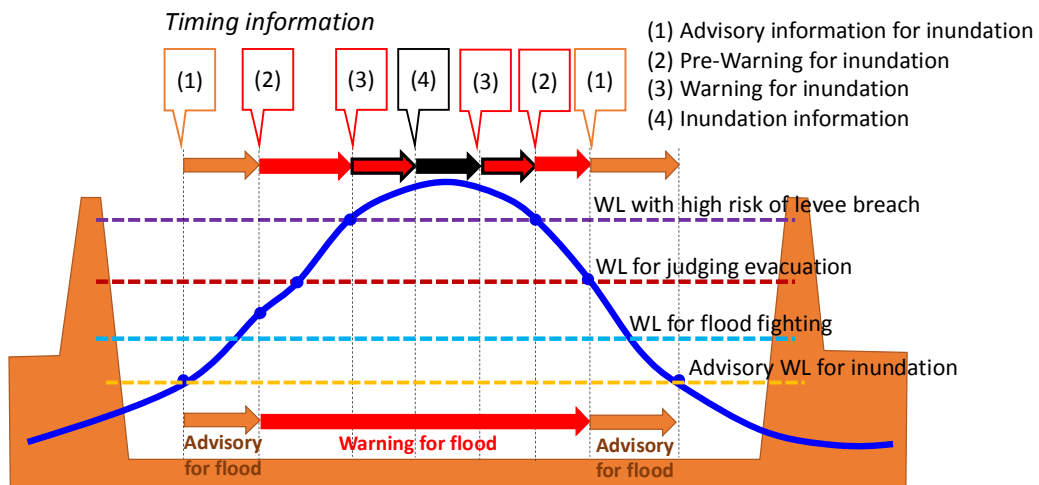 Timing information
(1) Advisory information for inundation
(2) Pre-Warning for inundation
(3) Warning for inundation
(4) Inundation information
(1)
(2)
(3)
(4)
(3)
(2)
(1)
WL with high risk of levee breach
WL for judging evacuation
WL for flood fighting
Advisory WL for inundation
Advisory
for flood
Warning for flood
Advisory
for flood